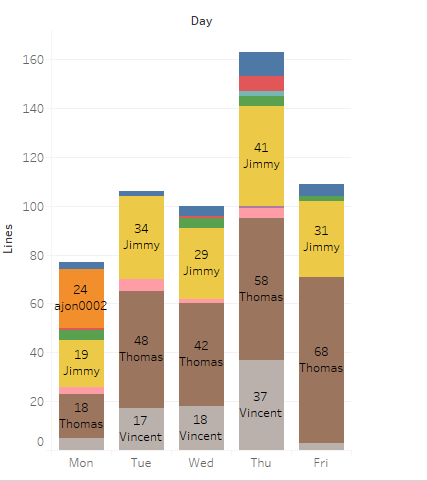 Day
Lines
160
140
120
100
80
60
40
20
0
24
ajon0002
19
Jimmy
18
Thomas
34
Jimmy
48
Thomas
17
Vincent
29
Jimmy
42
Thomas
18
Vincent
41
Jimmy
58
Thomas
37
Vincent
31
Jimmy
68
Thomas
Mon Tue Wed Thu Fri